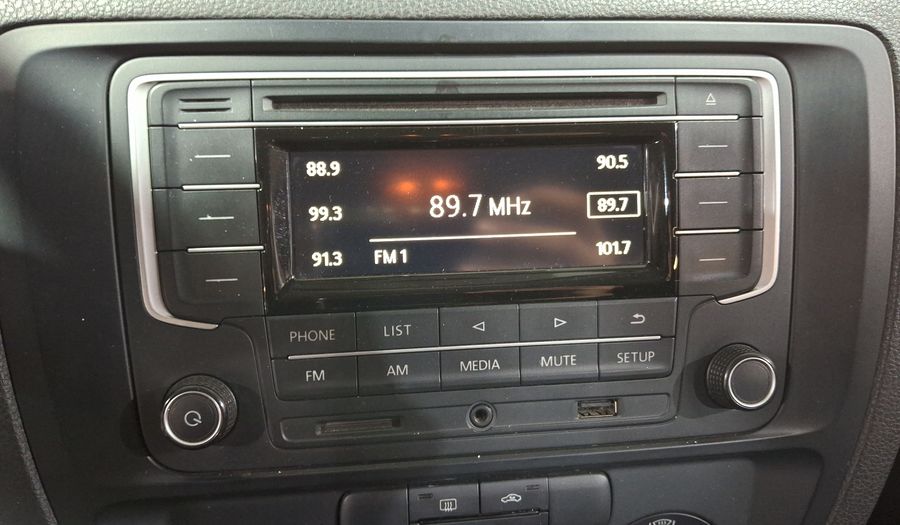 88.9
90.5
89.7 MHz
99.3
89.7
91.3
FM 1
101.7
PHONE
LIST
FM
AM
MEDIA
MUTE
SETUP